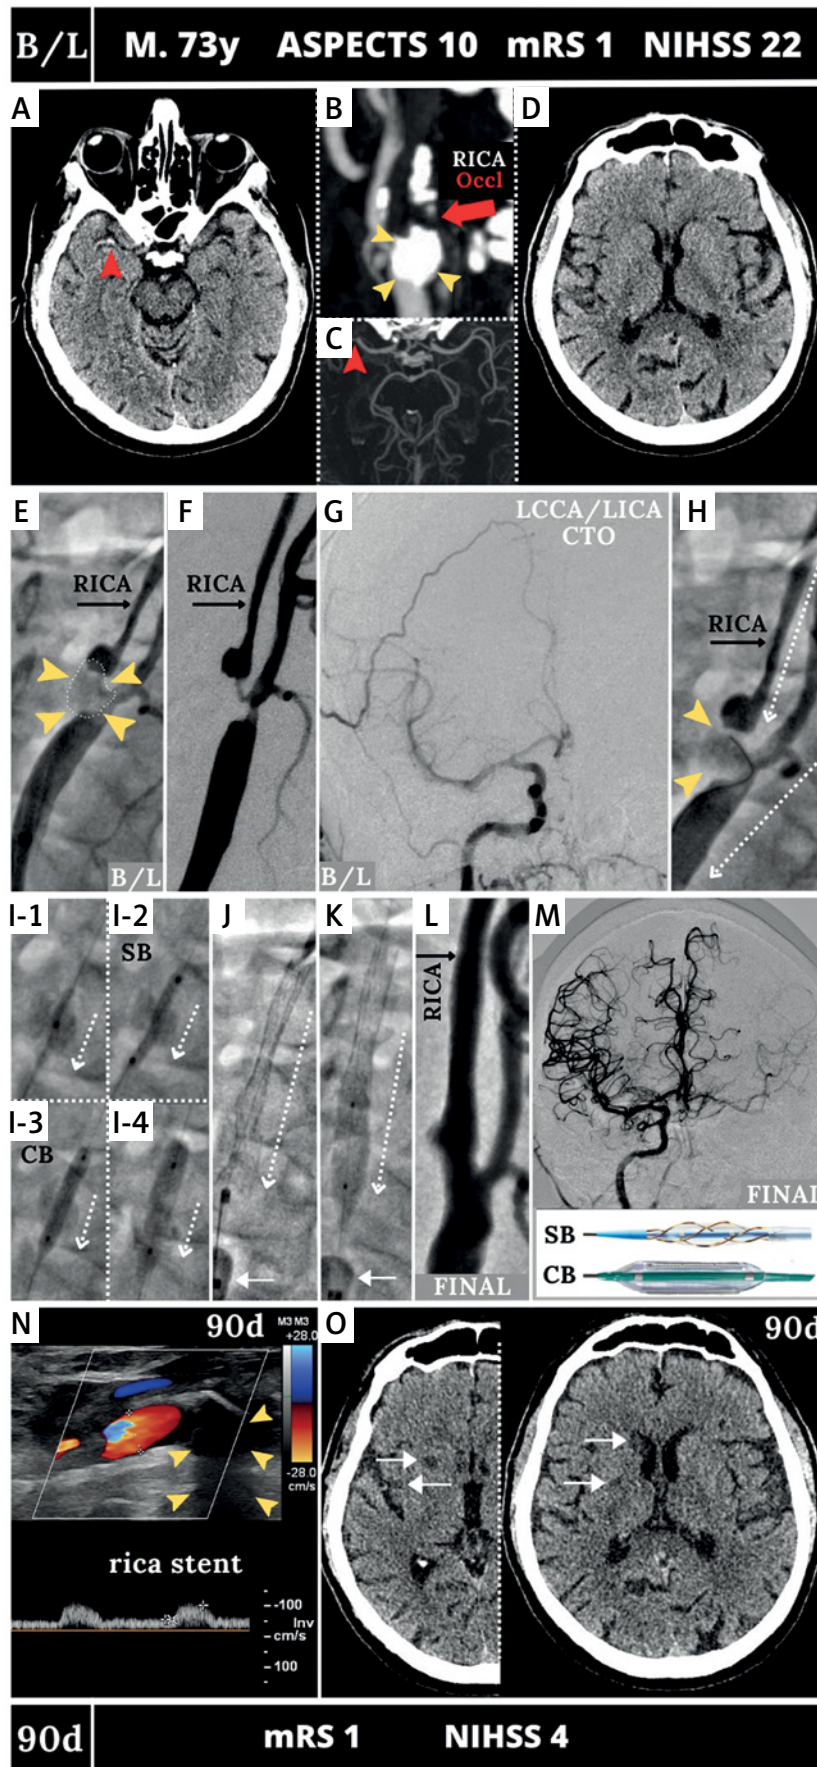 B/L M. 73y ASPECTS 10 mRS 1 NIHSS 22
A
B
RICA
Occl
C
D
E
RICA
B/L
F
RICA
G
LCCA/LICA
CTO
B/L
H
RICA
I-1
I-2
SB
I-3
CB
I-4
J
K
L
RICA
FINAL
M
FINAL
SB
CB
N
90d
M3 M3
+28.0
-28.0
cm/s
rica stent
-100
Inv
cm/s
100
O
90d
90d mRS 1 NIHSS 4